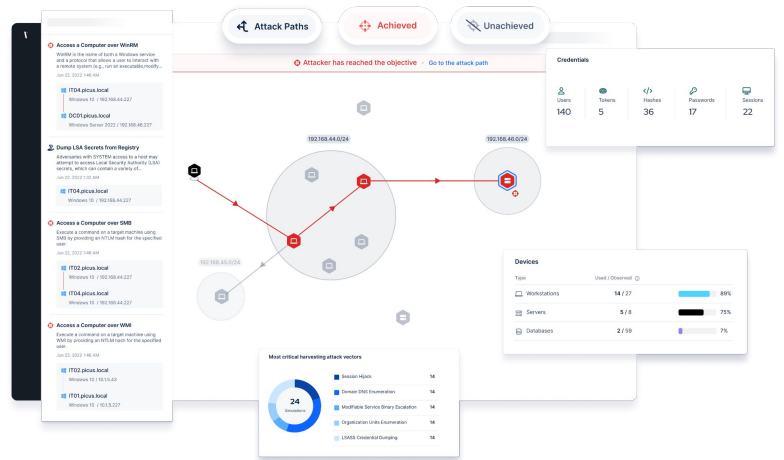 Attack Paths
Achieved
Unachieved
Attacker has reached the objective · Go to the attack path
Access a Computer over WinRM
WinRM is the name of both a Windows service
and a protocol that allows a user to interact with
a remote system (e.g., run an executable,modify...
Jun 23, 2022 1:46 AM
IT04.picus.local
Windows 10 / 192.168.44.227
DC01.picus.local
Windows Server 2022 / 192.168.46.227
Dump LSA Secrets from Registry
Adversaries with SYSTEM access to a host may
attempt to access Local Security Authority (LSA)
secrets, which can contain a variety of...
Jun 23, 2022 1:32 AM
IT04.picus.local
Windows 10 / 192.168.44.227
Access a Computer over SMB
Execute a command on a target machine using
SMB by providing an NTLM hash for the specified
user.
Jun 23, 2022 1:46 AM
IT02.picus.local
Windows 10 / 192.168.44.227
IT04.picus.local
Windows 10 / 192.168.44.227
Access a Computer over WMI
Execute a command on a target machine using
WMI by providing an NTLM hash for the specified
user.
Jun 23, 2022 1:46 AM
IT02.picus.local
Windows 10 / 10.1.5.43
IT01.picus.local
Windows 10 / 10.1.5.227
192.168.44.0/24
192.168.46.0/24
192.168.45.0/24
Credentials
Users
Tokens
Hashes
Passwords
Sessions
140
5
36
17
22
Devices
Type Used / Observed
Workstations 14 / 27 89%
Servers 5 / 8 75%
Databases 2 / 59 7%
Most critical harvesting attack vectors
24
Simulations
Session Hijack 14
Domain DNS Enumeration 14
Modifiable Service Binary Escalation 14
Organization Units Enumeration 14
LSASS Credential Dumping 14